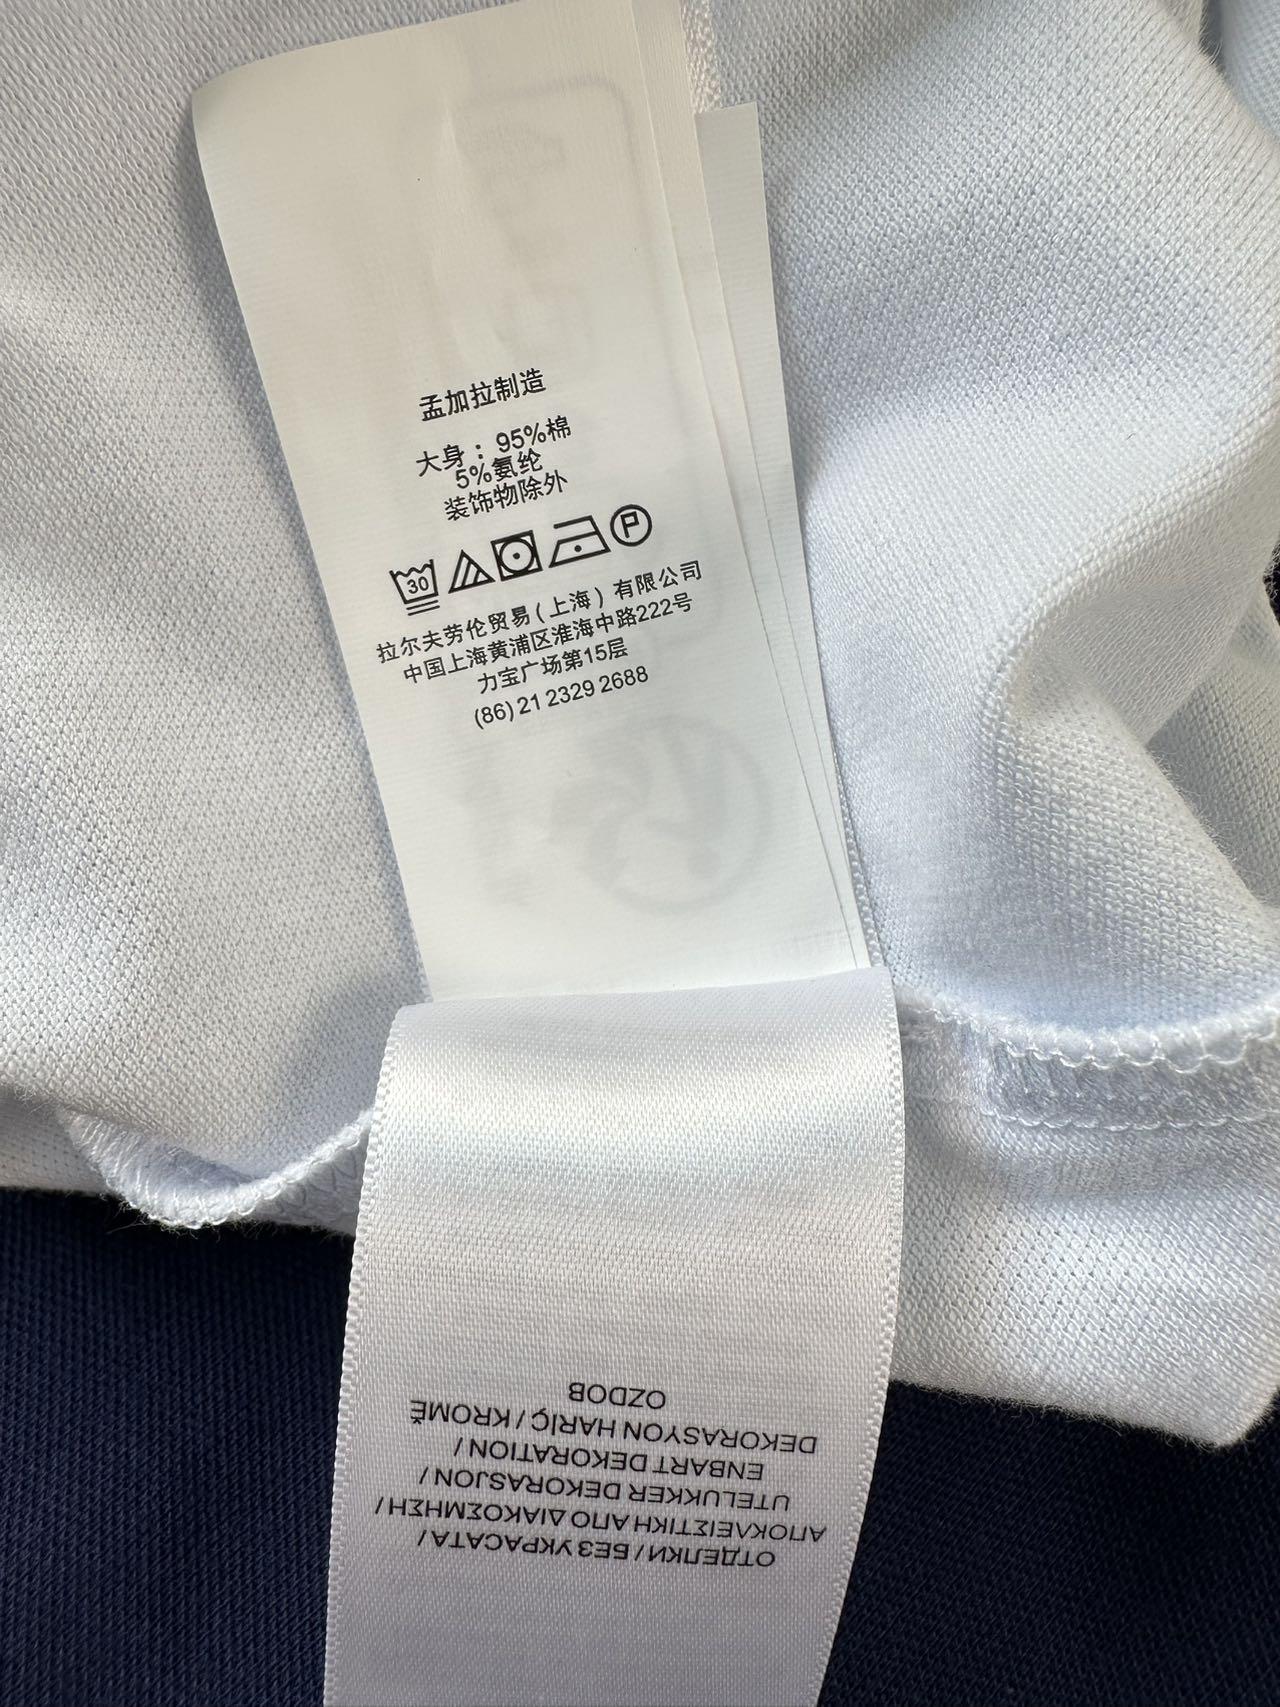 孟加拉制造
大身：95%棉
5%氨纶
装饰物除外
30
P
拉尔夫劳伦贸易(上海)有限公司
中国上海黄浦区淮海中路222号
力宝广场第15层
(86) 21 2329 2688
ОТДЕЛКИ / БЕЗ УКРАСАТА /
ΑΠΟΚΛΕΙΣΤΙΚΗ ΑΠΟ ΔΙΑΚΟΣΜΗΣΗ /
UTELUKKER DEKORASJON /
ENBART DEKORATION /
DEKORASYON HARİÇ / KROMĚ
OZDOB